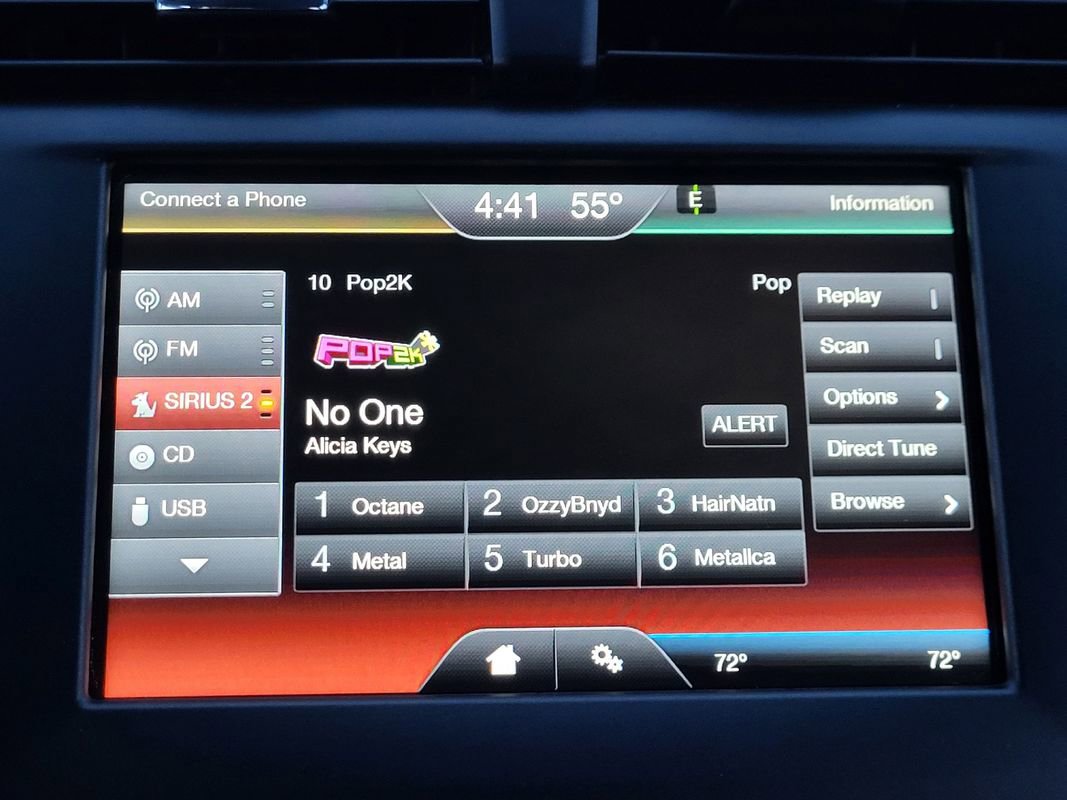 Connect a Phone
4:41 55°
E
Information
AM
FM
SIRIUS 2
CD
USB
10 Pop2K
Pop
POP2K
No One
Alicia Keys
ALERT
1 Octane
2 OzzyBnyd
3 HairNatn
4 Metal
5 Turbo
6 Metallca
Replay
Scan
Options
Direct Tune
Browse
72°
72°